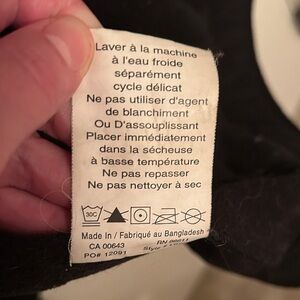 Laver à la machine
à l'eau froide
séparément
cycle délicat
Ne pas utiliser d'agent
de blanchiment
Ou D'assouplissant
Placer immédiatement
dans la sécheuse
à basse température
Ne pas repasser
Ne pas nettoyer à sec
30C
Made In / Fabriqué au Bangladesh
CA 00643
RN
PO# 12091
Style